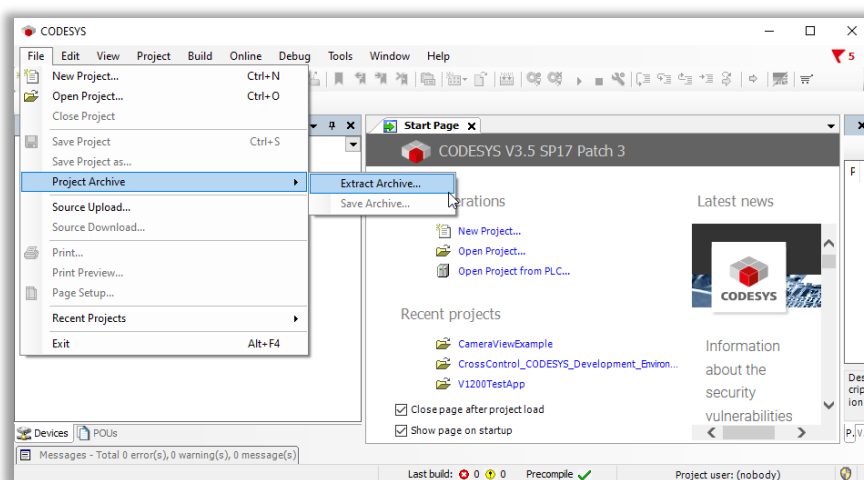 CODESYS
File Edit View Project Build Online Debug Tools Window Help
5
New Project... Ctrl+N
Open Project... Ctrl+O
Close Project
Save Project Ctrl+S
Save Project as...
Project Archive
Extract Archive...
Save Archive...
Source Upload...
Source Download...
Print...
Print Preview...
Page Setup...
Recent Projects
Exit Alt+F4
Start Page
CODESYS V3.5 SP17 Patch 3
erations
New Project...
Open Project...
Open Project from PLC...
Recent projects
CameraViewExample
CrossControl_CODESYS_Development_Environ...
V1200TestApp
Close page after project load
Show page on startup
Latest news
CODESYS
Information
about the
security
vulnerabilities
P
Des
crip
ion
P. V
Devices POUs
Messages - Total 0 error(s), 0 warning(s), 0 message(s)
Last build: 0 0 Precompile Project user: (nobody)